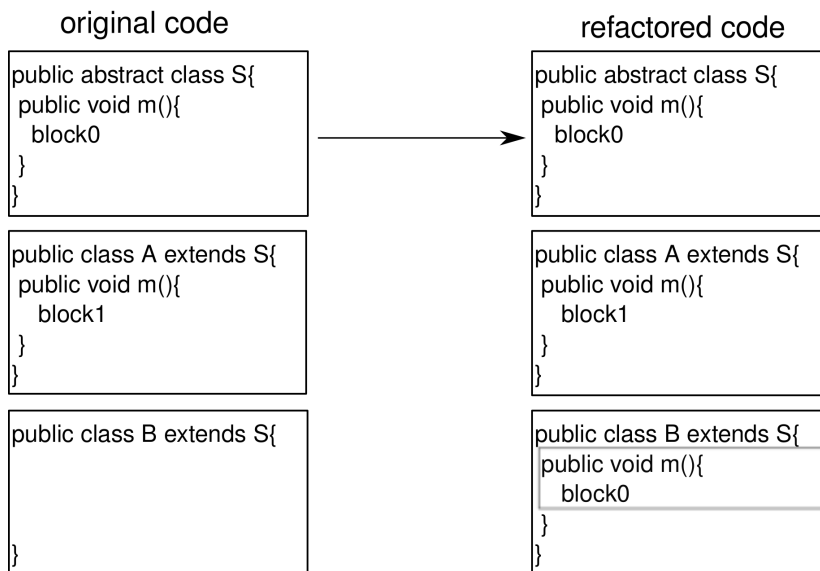 original code
public abstract class S{
public void m(){
block0
}
}
public class A extends S{
public void m(){
block1
}
}
public class B extends S{
}
refactored code
public abstract class S{
public void m(){
block0
}
}
public class A extends S{
public void m(){
block1
}
}
public class B extends S{
public void m(){
block0
}
}